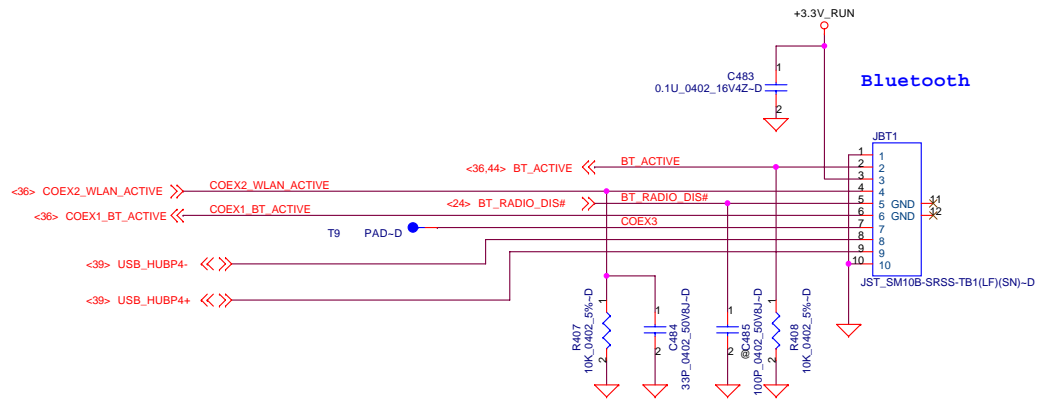 +3.3V_RUN
Bluetooth
1
C483
0.1U_0402_16V4Z~D
2
JBT1
<36,44> BT_ACTIVE
BT_ACTIVE
<36> COEX2_WLAN_ACTIVE
COEX2_WLAN_ACTIVE
<24> BT_RADIO_DIS#
BT_RADIO_DIS#
<36> COEX1_BT_ACTIVE
COEX1_BT_ACTIVE
T9
PAD~D
COEX3
<39> USB_HUBP4-
<39> USB_HUBP4+
1 1
2 2
3 3
4 4
5 5 GND 11
6 6 GND 12
7 7
8 8
9 9
10 10
JST_SM10B-SRSS-TB1(LF)(SN)~D
1
2
R407
10K_0402_5%~D
1
2
C484
33P_0402_50V8J~D
1
2
@C485
100P_0402_50V8J~D
1
2
R408
10K_0402_5%~D